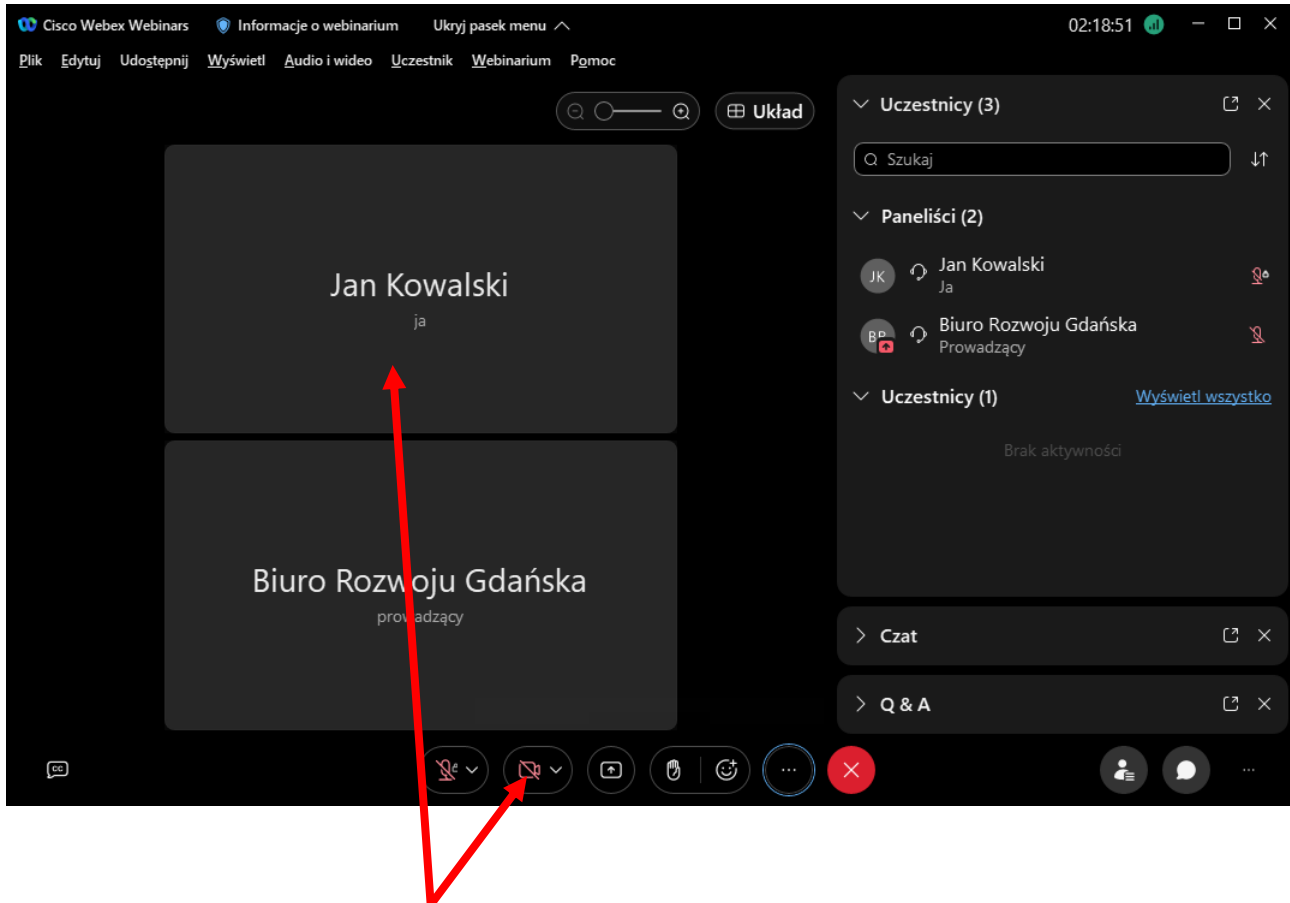 Cisco Webex Webinars Informacje o webinarium Ukryj pasek menu 02:18:51
Plik Edytuj Udostępnij Wyświetl Audio i wideo Uczestnik Webinarium Pomoc
Układ
Jan Kowalski
ja
Biuro Rozwoju Gdańska
prowadzący
Uczestnicy (3)
Szukaj
Paneliści (2)
JK Jan Kowalski
Ja
BR Biuro Rozwoju Gdańska
Prowadzący
Uczestnicy (1) Wyświetl wszystko
Brak aktywności
Czat
Q & A
CC